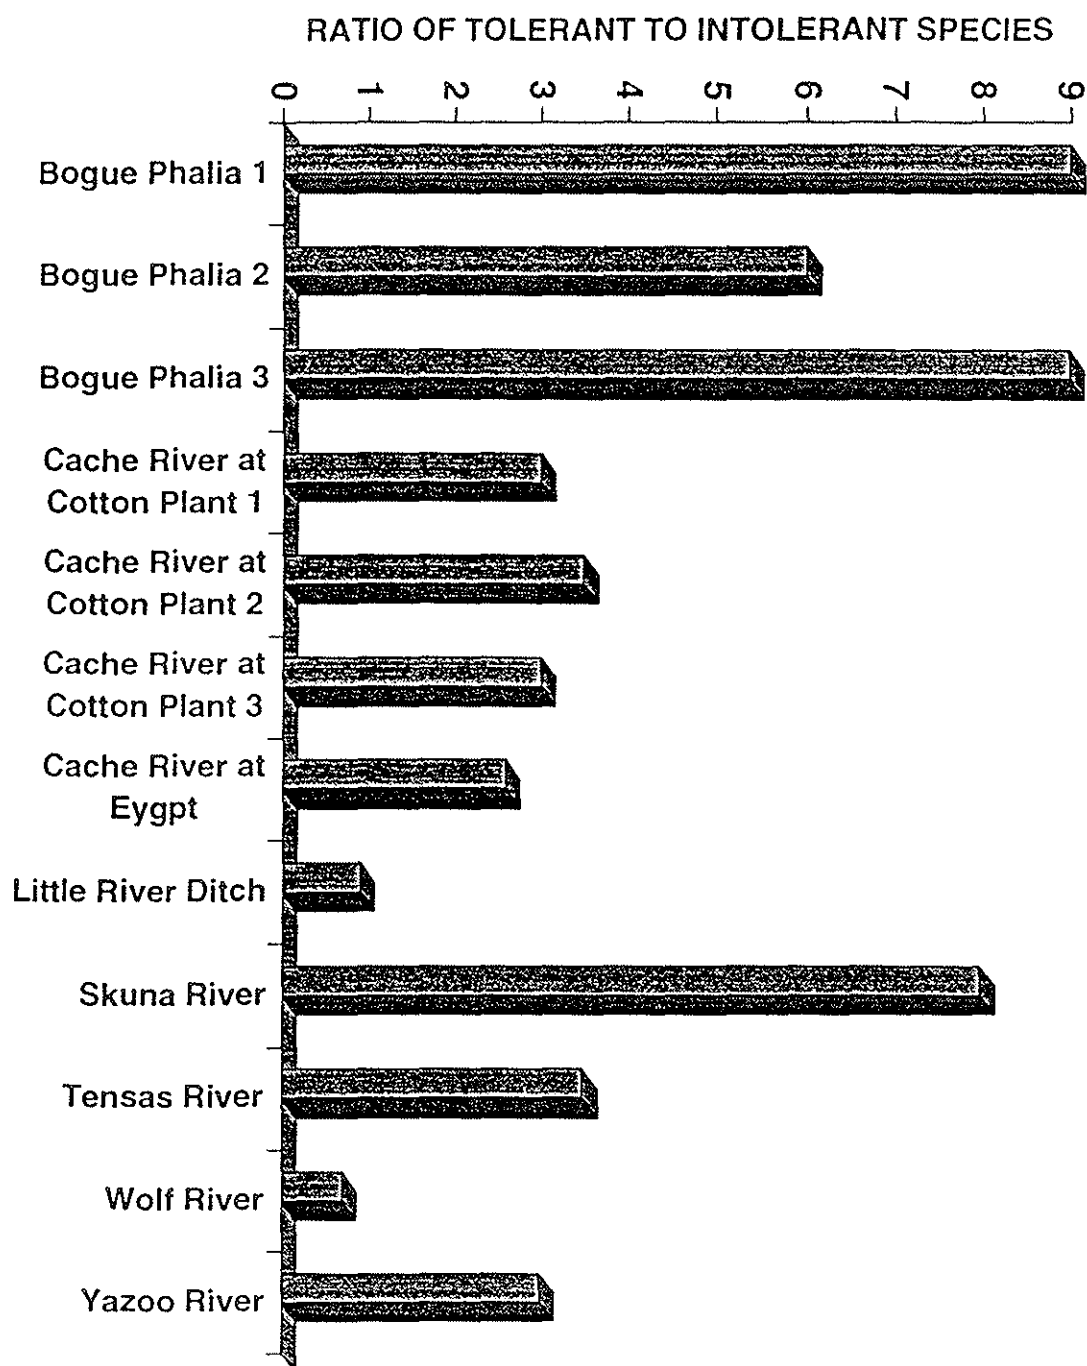 RATIO OF TOLERANT TO INTOLERANT SPECIES
0 1 2 3 4 5 6 7 8 9
Bogue Phalia 1
Bogue Phalia 2
Bogue Phalia 3
Cache River at
Cotton Plant 1
Cache River at
Cotton Plant 2
Cache River at
Cotton Plant 3
Cache River at
Eygpt
Little River Ditch
Skuna River
Tensas River
Wolf River
Yazoo River